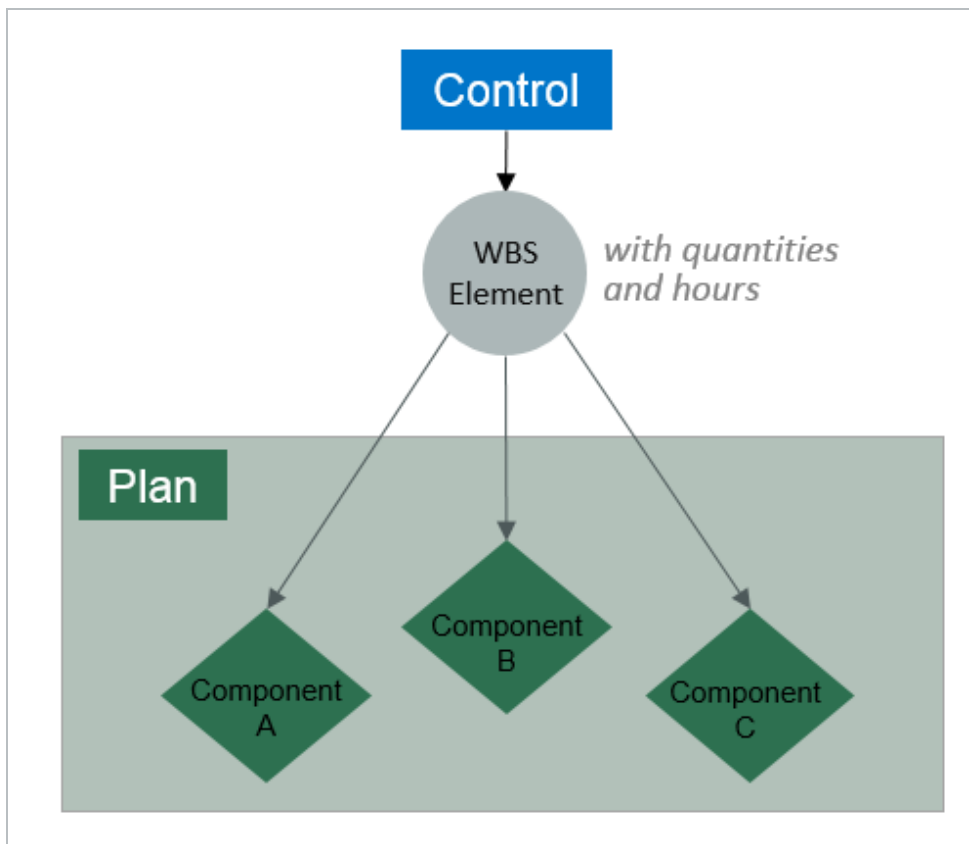 Control
WBS
Element
with quantities
and hours
Plan
Component
A
Component
B
Component
C